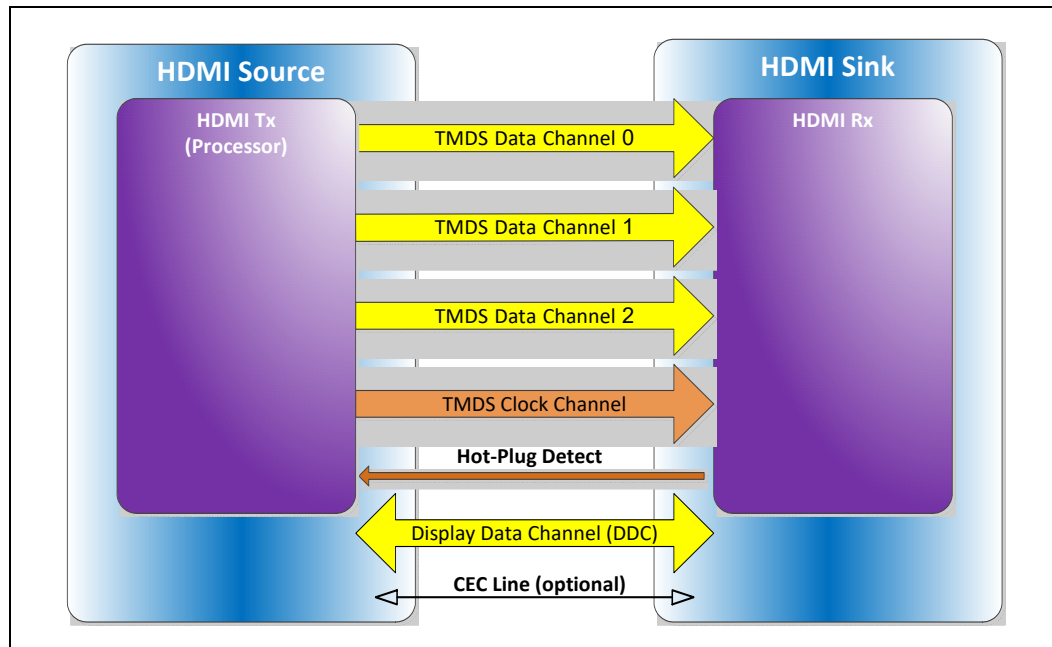 HDMI Source
HDMI Sink
HDMI Tx
(Processor)
HDMI Rx
TMDS Data Channel 0
TMDS Data Channel 1
TMDS Data Channel 2
TMDS Clock Channel
Hot-Plug Detect
Display Data Channel (DDC)
CEC Line (optional)